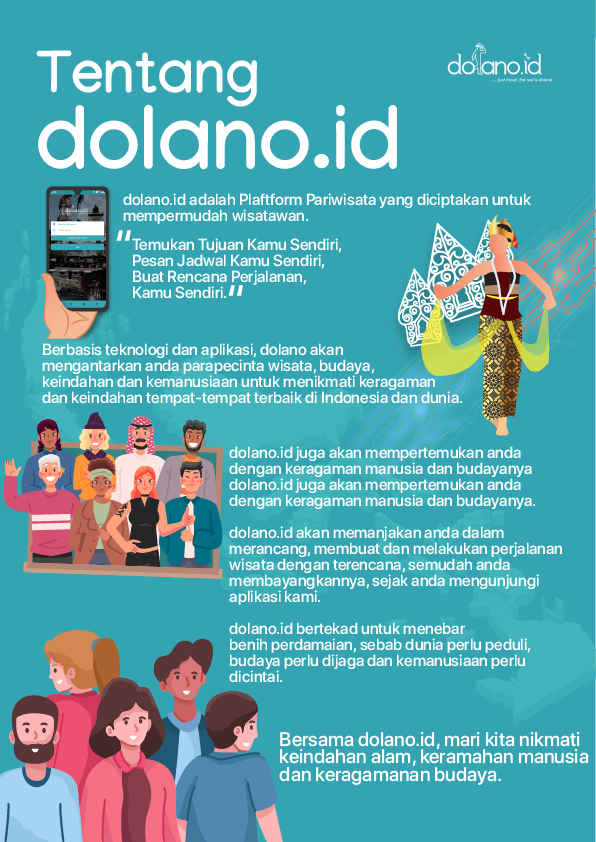 Tentang
dolano.id
dolano.id
dolano.id adalah Plaftform Pariwisata yang diciptakan untuk
mempermudah wisatawan.
"Temukan Tujuan Kamu Sendiri,
Pesan Jadwal Kamu Sendiri,
Buat Rencana Perjalanan,
Kamu Sendiri."
Berbasis teknologi dan aplikasi, dolano akan
mengantarkan anda parapecinta wisata, budaya,
keindahan dan kemanusiaan untuk menikmati keragaman
dan keindahan tempat-tempat terbaik di Indonesia dan dunia.
dolano.id juga akan mempertemukan anda
dengan keragaman manusia dan budayanya
dolano.id juga akan mempertemukan anda
dengan keragaman manusia dan budayanya.
dolano.id akan memanjakan anda dalam
merancang, membuat dan melakukan perjalanan
wisata dengan terencana, semudah anda
membayangkannya, sejak anda mengunjungi
aplikasi kami.
dolano.id bertekad untuk menebar
benih perdamaian, sebab dunia perlu peduli,
budaya perlu dijaga dan kemanusiaan perlu
dicintai.
Bersama dolano.id, mari kita nikmati
keindahan alam, keramahan manusia
dan keragamanan budaya.